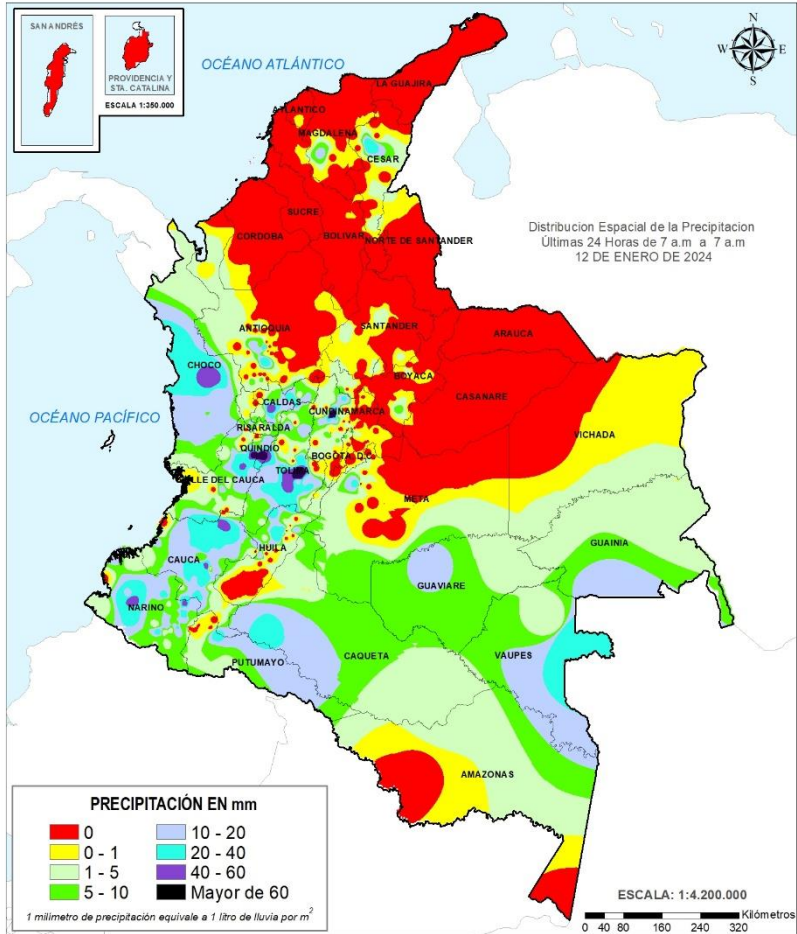 SAN ANDRÉS
PROVIDENCIA Y
STA. CATALINA
ESCALA 1:350.000
OCÉANO ATLÁNTICO
N
W E
S
LA GUAJIRA
ATLANTICO
MAGDALENA
CESAR
SUCRE
CORDOBA
BOLIVAR
NORTE DE SANTANDER
Distribucion Espacial de la Precipitacion
Últimas 24 Horas de 7 a.m a 7 a.m
12 DE ENERO DE 2024
ANTIOQUIA
SANTANDER
ARAUCA
CHOCO
BOYACA
CASANARE
CALDAS
CUNDINAMARCA
OCÉANO PACÍFICO
RISARALDA
VICHADA
QUINDIO
BOGOTA, D.C.
TOLIMA
VALLE DEL CAUCA
META
HUILA
GUAINIA
CAUCA
GUAVIARE
NARIÑO
VAUPES
CAQUETA
PUTUMAYO
AMAZONAS
PRECIPITACIÓN EN mm
0
0 - 1
1 - 5
5 - 10
10 - 20
20 - 40
40 - 60
Mayor de 60
1 milimetro de precipitación equivale a 1 litro de lluvia por m²
ESCALA: 1:4.200.000
Kilómetros
0 40 80 160 240 320